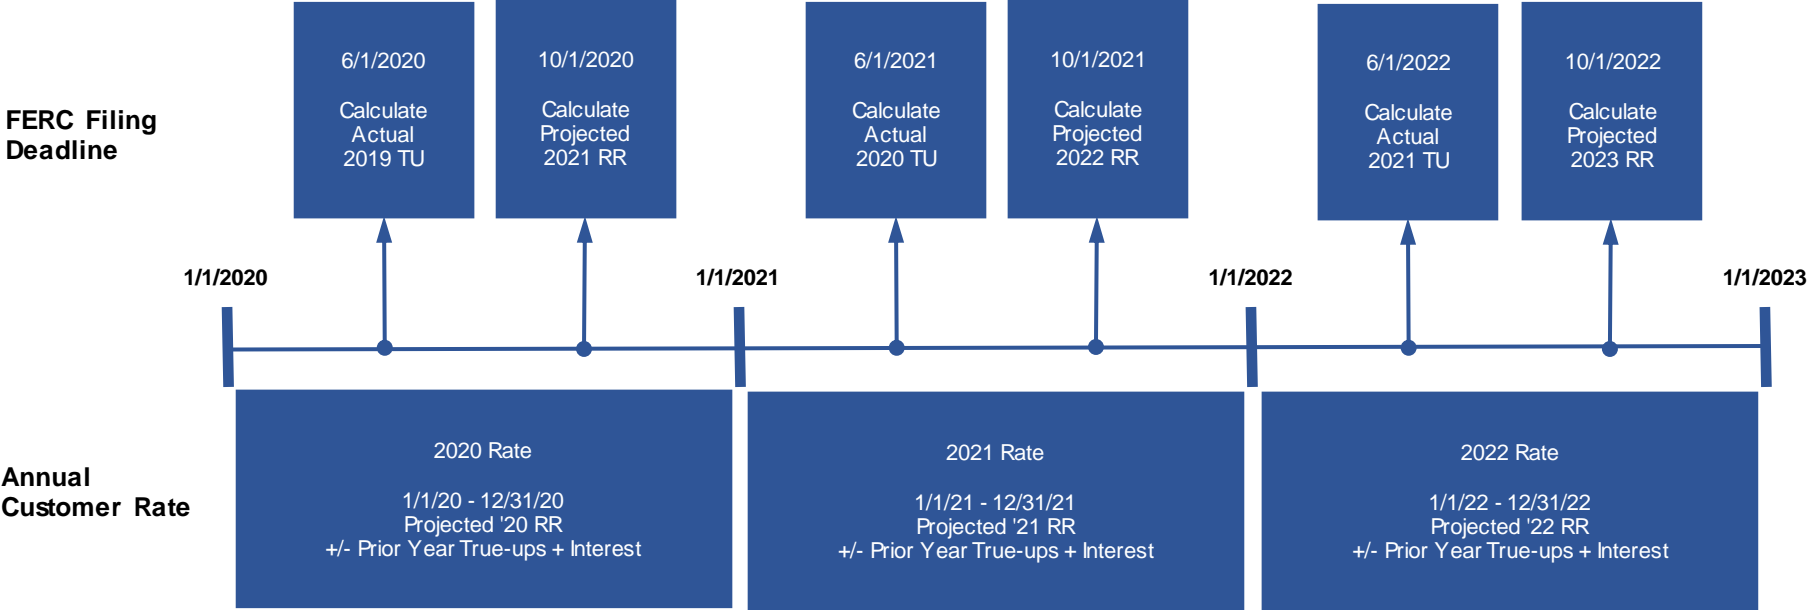 FERC Filing
Deadline
6/1/2020
Calculate
Actual
2019 TU
10/1/2020
Calculate
Projected
2021 RR
6/1/2021
Calculate
Actual
2020 TU
10/1/2021
Calculate
Projected
2022 RR
6/1/2022
Calculate
Actual
2021 TU
10/1/2022
Calculate
Projected
2023 RR
1/1/2020
1/1/2021
1/1/2022
1/1/2023
Annual
Customer Rate
2020 Rate
1/1/20 - 12/31/20
Projected '20 RR
+/- Prior Year True-ups + Interest
2021 Rate
1/1/21 - 12/31/21
Projected '21 RR
+/- Prior Year True-ups + Interest
2022 Rate
1/1/22 - 12/31/22
Projected '22 RR
+/- Prior Year True-ups + Interest